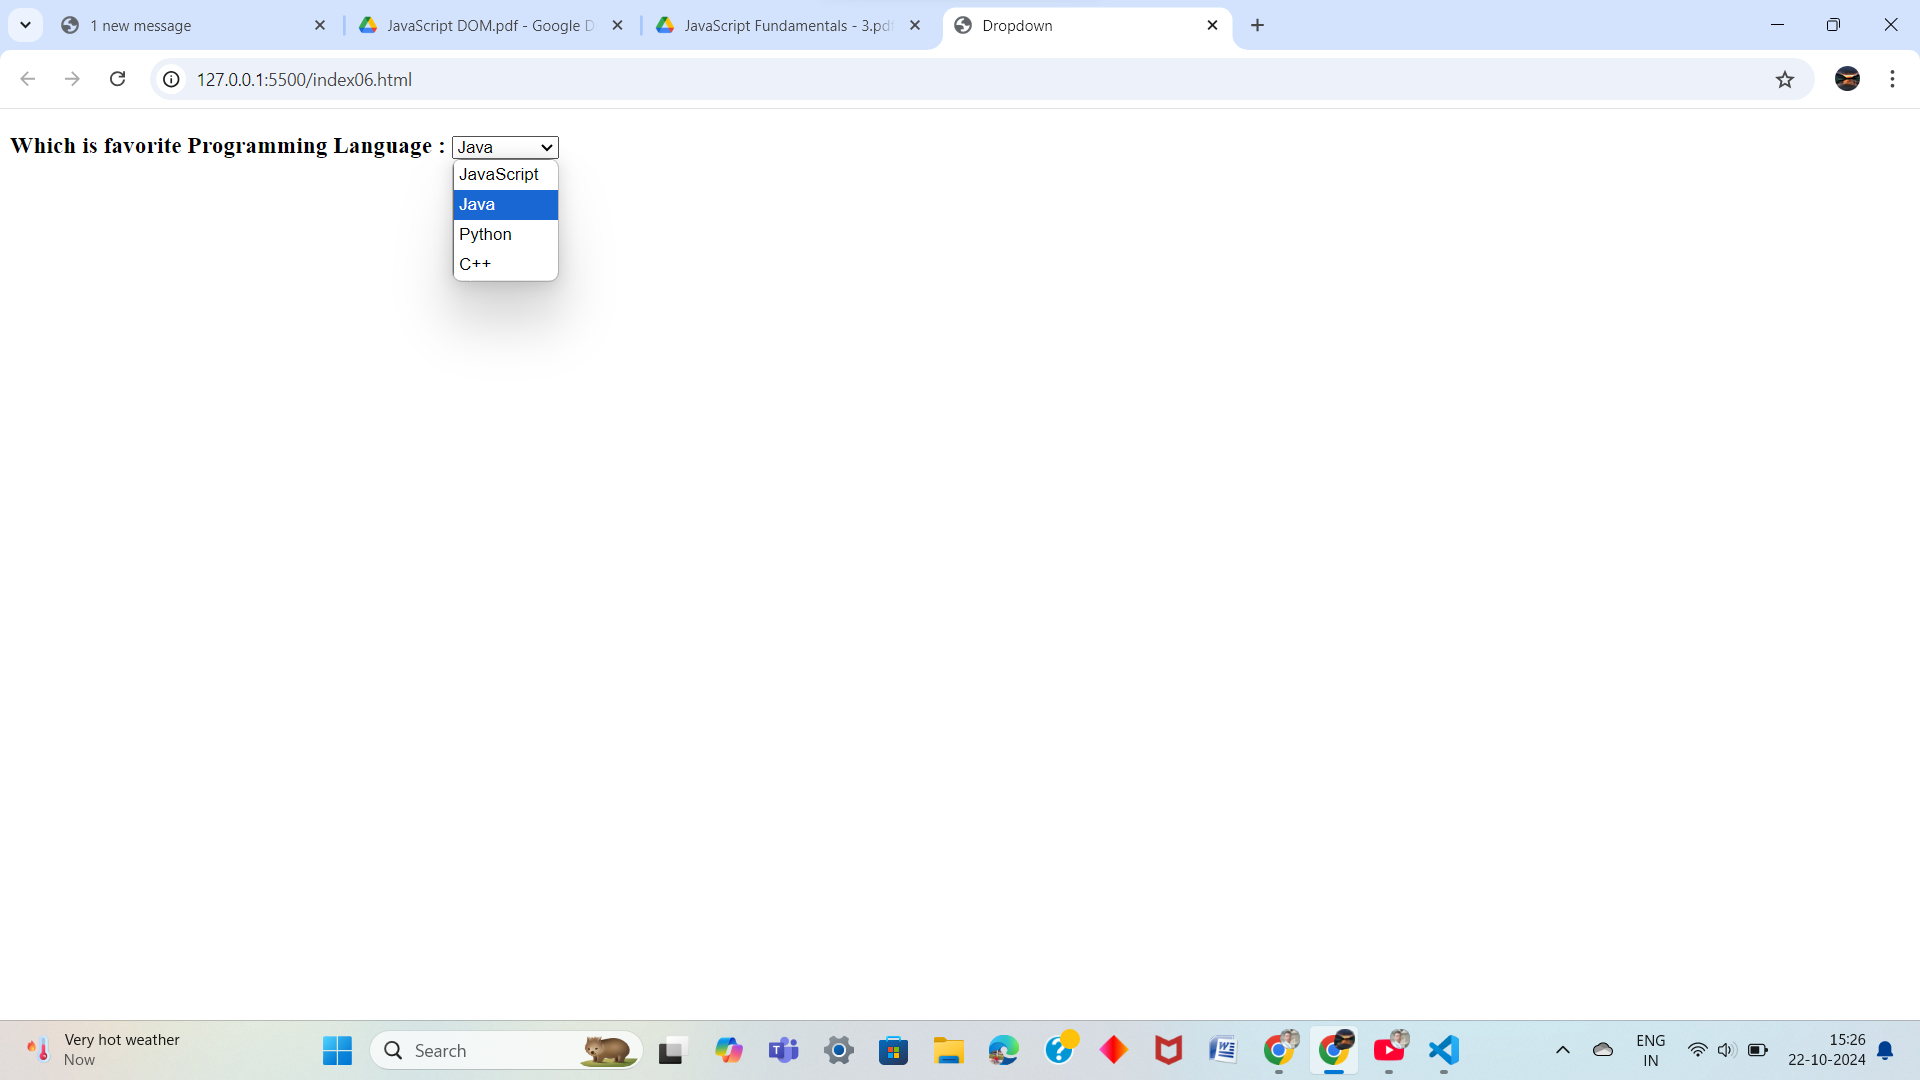 1 new message
JavaScript DOM.pdf - Google D
JavaScript Fundamentals - 3.pdf
Dropdown
127.0.0.1:5500/index06.html
Which is favorite Programming Language : Java
JavaScript
Java
Python
C++
Very hot weather
Now
Search
ENG
IN
15:26
22-10-2024